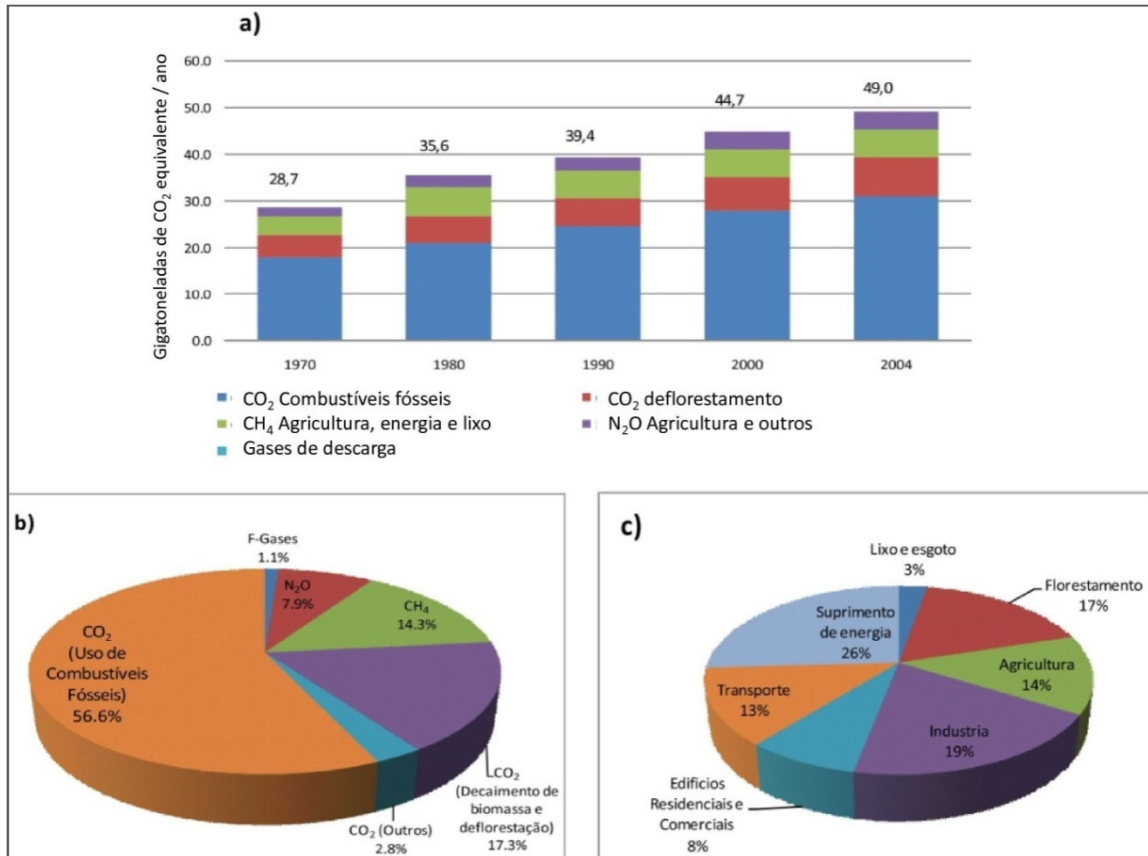 a)
Gigatoneladas de CO₂ equivalente / ano
60.0
50.0
40.0
30.0
20.0
10.0
0.0
28,7
35,6
39,4
44,7
49,0
1970
1980
1990
2000
2004
CO₂ Combustíveis fósseis
CO₂ deflorestamento
CH₄ Agricultura, energia e lixo
N₂O Agricultura e outros
Gases de descarga
b)
F-Gases
1.1%
N₂O
7.9%
CH₄
14.3%
CO₂
(Uso de
Combustíveis
Fósseis)
56.6%
CO₂
(Decaimento de
biomassa e
deflorestação)
17.3%
CO₂ (Outros)
2.8%
c)
Lixo e esgoto
3%
Florestamento
17%
Suprimento
de energia
26%
Agricultura
14%
Transporte
13%
Industria
19%
Edificios
Residenciais e
Comerciais
8%